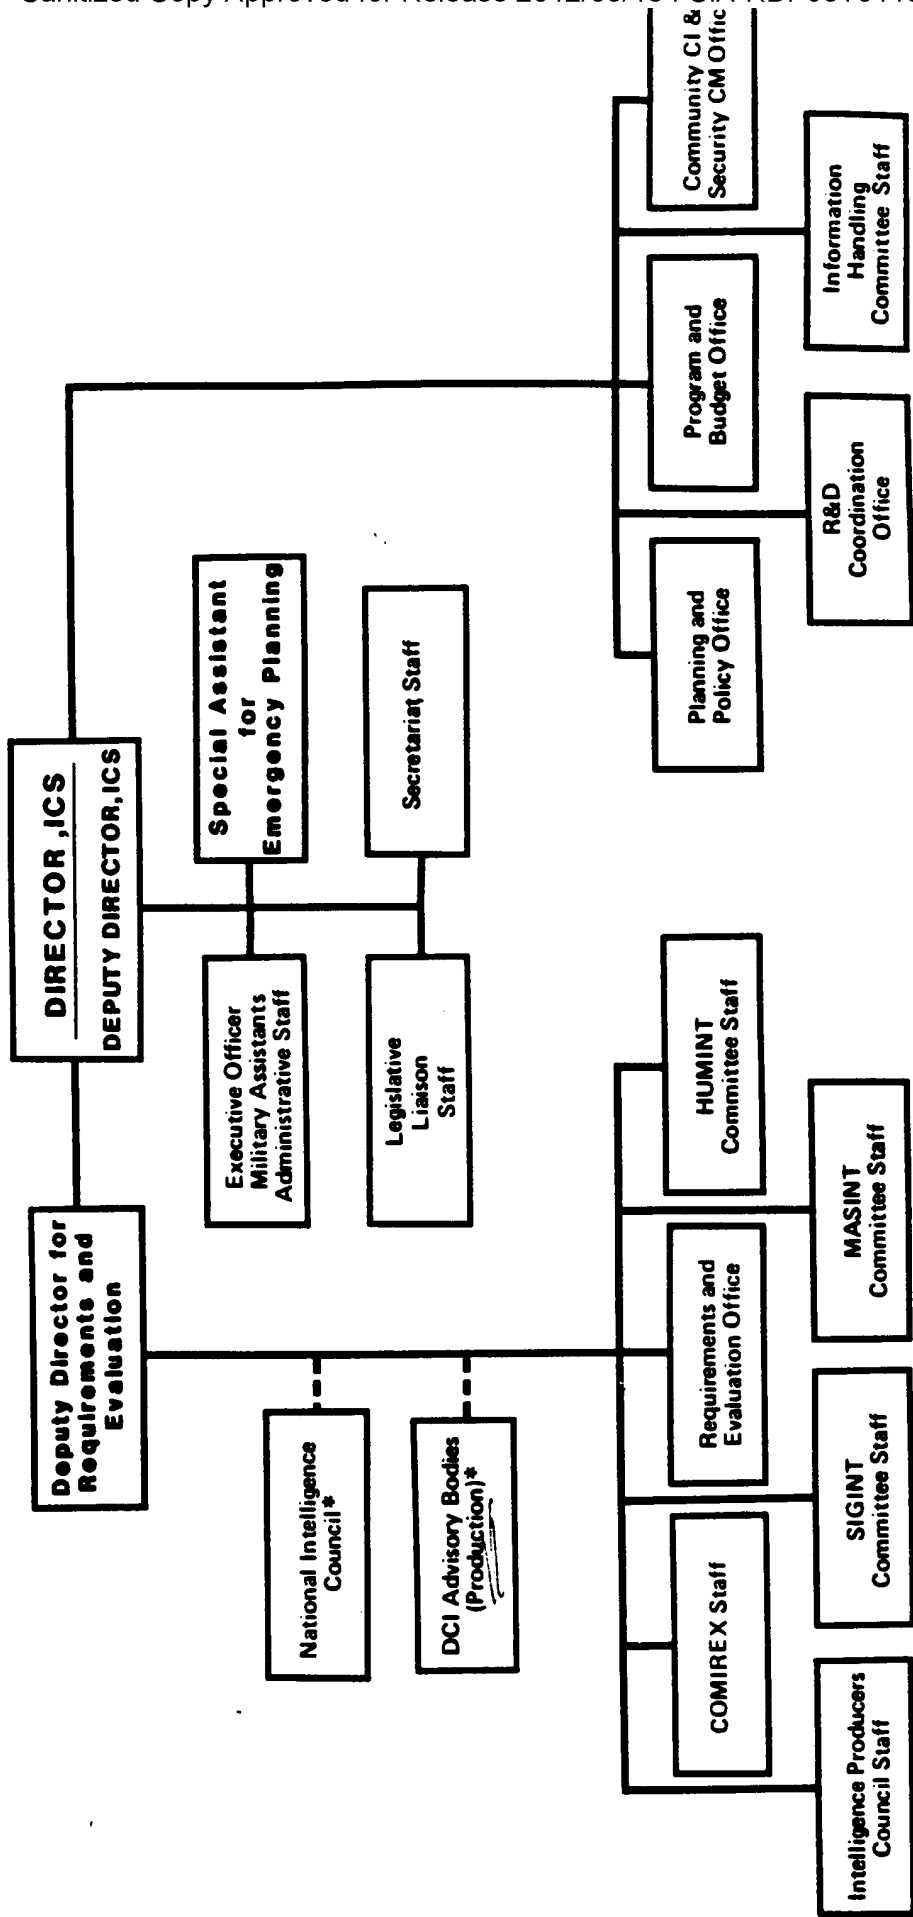 Sanitized Copy Approved for Release
DIRECTOR ,ICS
DEPUTY DIRECTOR,ICS
Deputy Director for
Requirements and
Evaluation
Executive Officer
Military Assistants
Administrative Staff
Special Assistant
for
Emergency Planning
Legislative
Liaison
Staff
Secretariat Staff
National Intelligence
Council*
DCI Advisory Bodies
(Production)*
Intelligence Producers
Council Staff
COMIREX Staff
SIGINT
Committee Staff
Requirements and
Evaluation Office
MASINT
Committee Staff
HUMINT
Committee Staff
Planning and
Policy Office
R&D
Coordination
Office
Program and
Budget Office
Information
Handling
Committee Staff
Community CI &
Security CM Offic